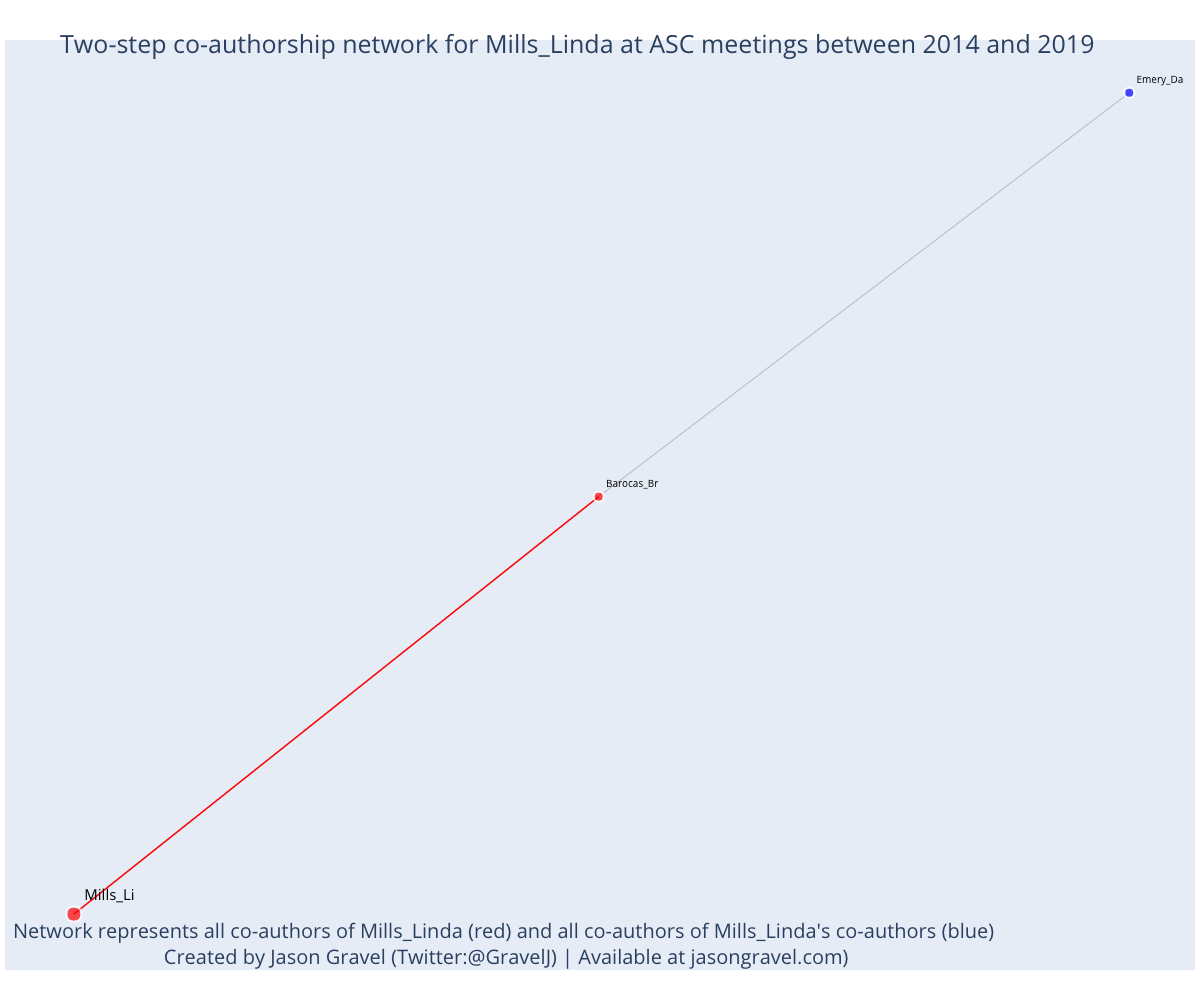 Two-step co-authorship network for Mills_Linda at ASC meetings between 2014 and 2019
Emery_Da
Barocas_Br
Mills_Li
Network represents all co-authors of Mills_Linda (red) and all co-authors of Mills_Linda's co-authors (blue)
Created by Jason Gravel (Twitter:@GravelJ) | Available at jasongravel.com)